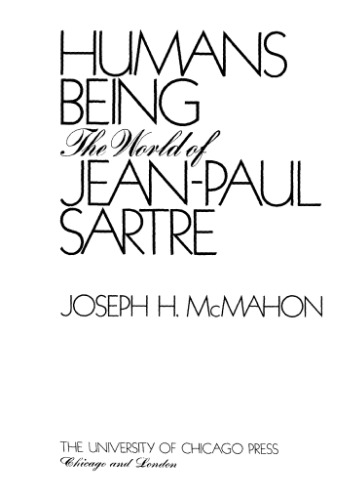 HUMANS
BEING
The World of
JEAN-PAUL
SARTRE
JOSEPH H. McMAHON
THE UNIVERSITY OF CHICAGO PRESS
Chicago and London